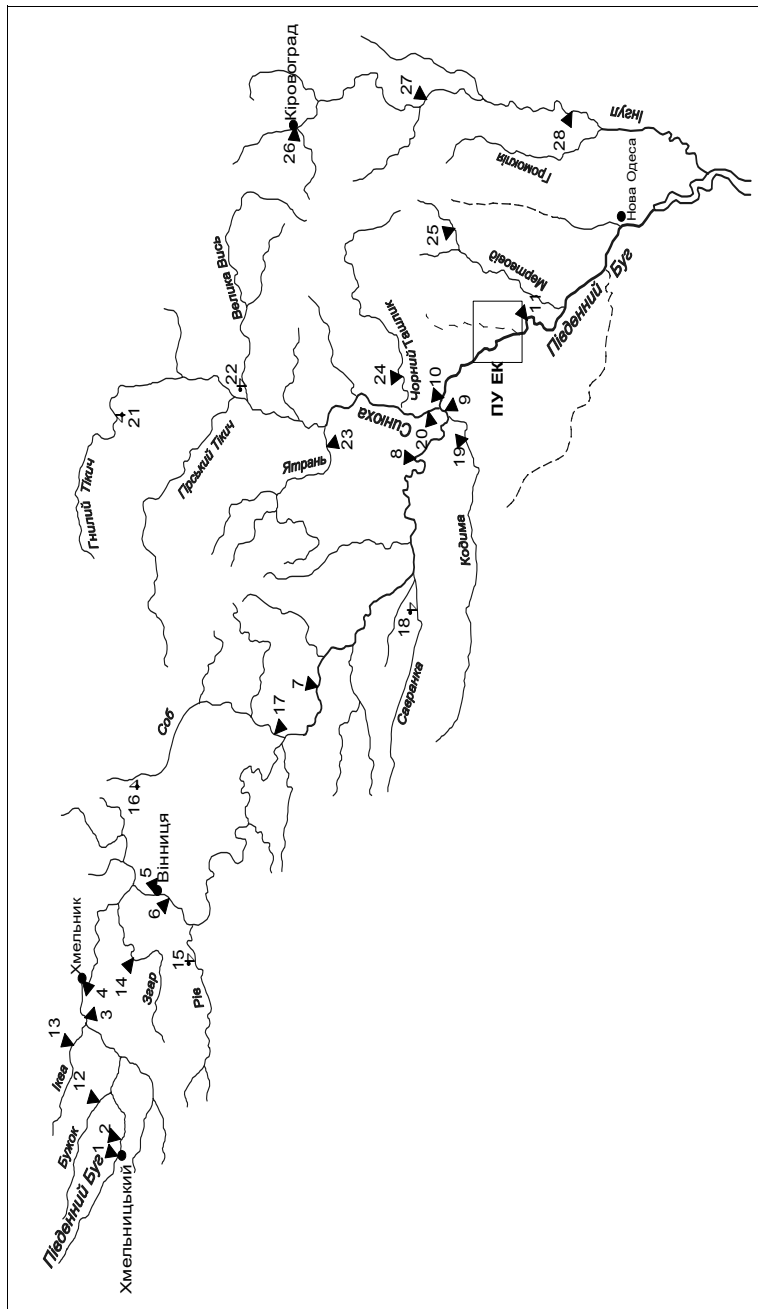 Південний Буг
Хмельницький
1
2
Бужок
12
Іква
13
3
4
Хмельник
14
Згар
15
Рів
5
6
Вінниця
16
Соб
17
7
Савранка
18
Кодима
19
8
20
9
10
Гнилий Тікич
21
Гірський Тікич
22
Велика Вись
Ятрань
23
Синюха
24
Чорний Ташлик
ПУ ЕК
11
Мертвовід
25
Південний Буг
Нова Одеса
Громоклія
Інгул
26
Кіровоград
27
28